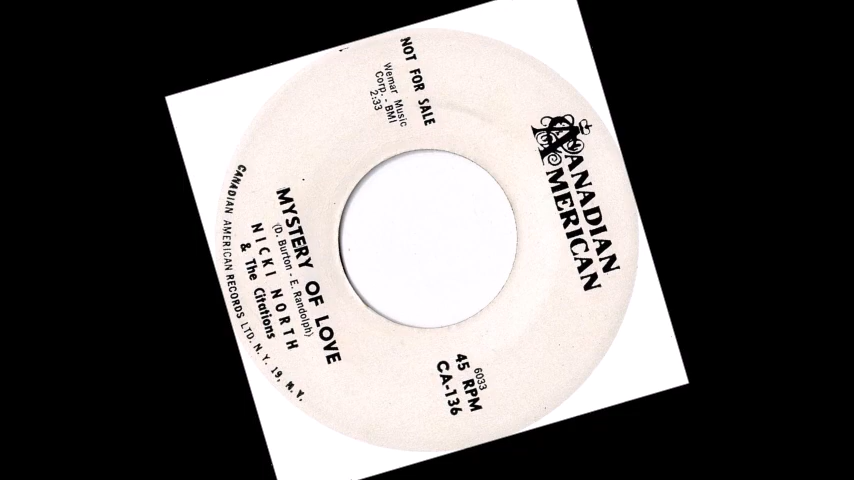 CANADIAN
AMERICAN
NOT FOR SALE
Wemar Music
Corp. - BMI
2:33
6033
45 RPM
CA-136
MYSTERY OF LOVE
(D. Burton - E. Randolph)
NICKI NORTH
& The Citations
CANADIAN AMERICAN RECORDS LTD. N. Y. 19, N. Y.